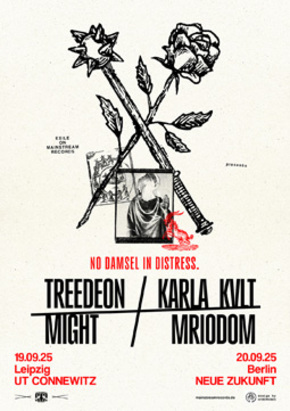 EXILE
ON
MAINSTREAM
RECORDS
presents
NO DAMSEL IN DISTRESS.
TREEDEON / KARLA KVLT
MIGHT / MRIODOM
19.09.25
Leipzig
UT CONNEWITZ
20.09.25
Berlin
NEUE ZUKUNFT